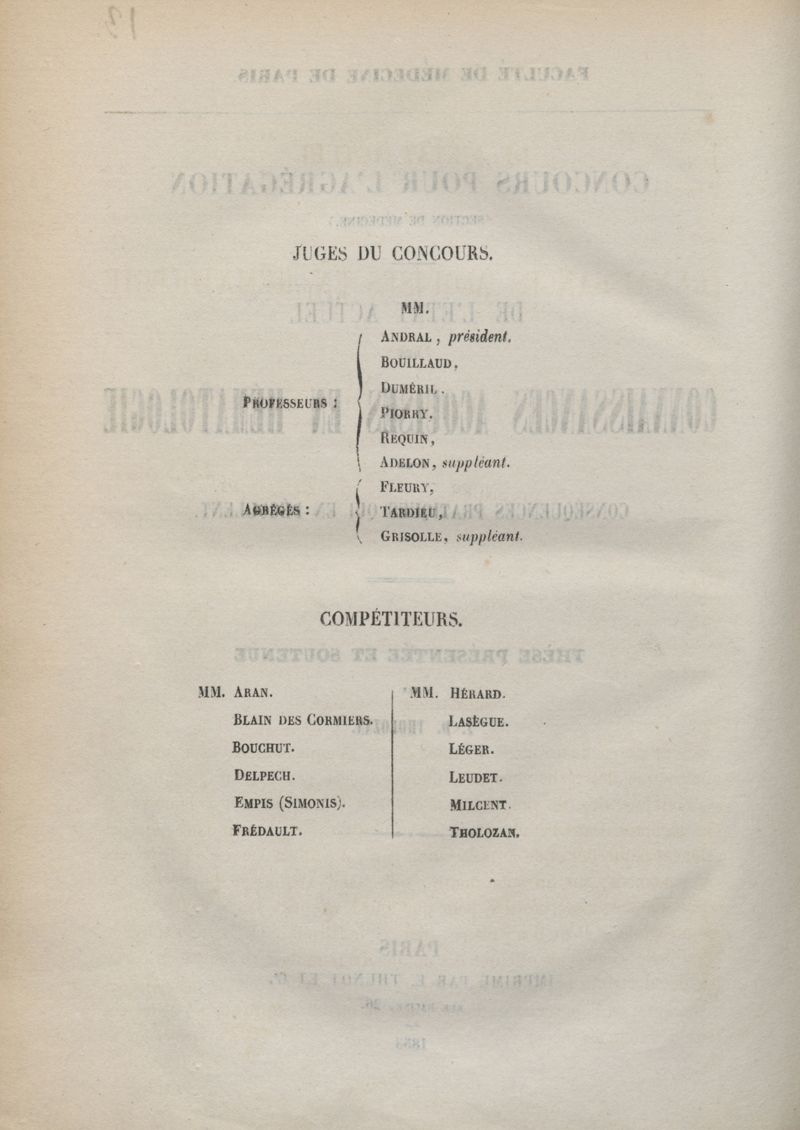 JUGES DU CONCOURS.
MM.
PROFESSEURS :
ANDRAL, président.
BOUILLAUD,
DUMÉRIL.
PIORRY.
REQUIN,
ADELON, suppléant.
AGRÉGÉS :
FLEURY,
TARDIEU,
GRISOLLE, suppléant.
COMPÉTITEURS.
MM. ARAN.
BLAIN DES CORMIERS.
BOUCHUT.
DELPECH.
EMPIS (SIMONIS).
FRÉDAULT.
MM. HÉRARD.
LASÈGUE.
LÉGER.
LEUDET.
MILCENT.
THOLOZAN.